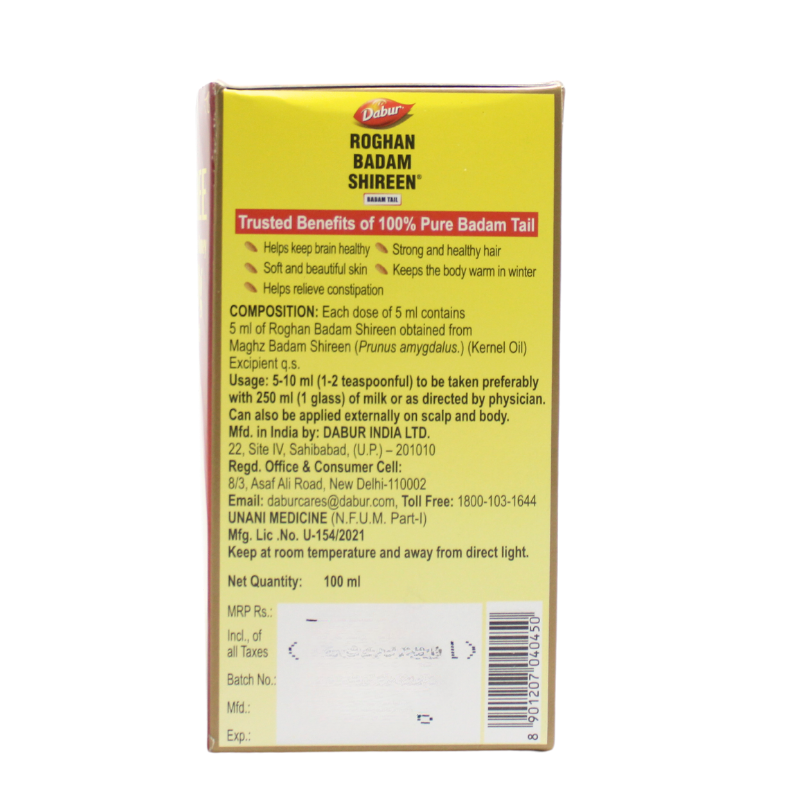 Dabur
ROGHAN
BADAM
SHIREEN®
BADAM TAIL
Trusted Benefits of 100% Pure Badam Tail
Helps keep brain healthy Strong and healthy hair
Soft and beautiful skin Keeps the body warm in winter
Helps relieve constipation
COMPOSITION: Each dose of 5 ml contains
5 ml of Roghan Badam Shireen obtained from
Maghz Badam Shireen (Prunus amygdalus.) (Kernel Oil)
Excipient q.s.
Usage: 5-10 ml (1-2 teaspoonful) to be taken preferably
with 250 ml (1 glass) of milk or as directed by physician.
Can also be applied externally on scalp and body.
Mfd. in India by: DABUR INDIA LTD.
22, Site IV, Sahibabad, (U.P.) – 201010
Regd. Office & Consumer Cell:
8/3, Asaf Ali Road, New Delhi-110002
Email: daburcares@dabur.com, Toll Free: 1800-103-1644
UNANI MEDICINE (N.F.U.M. Part-I)
Mfg. Lic .No. U-154/2021
Keep at room temperature and away from direct light.
Net Quantity: 100 ml
MRP Rs.:
Incl., of
all Taxes
Batch No.:
Mfd.:
Exp.:
8 901207 040450